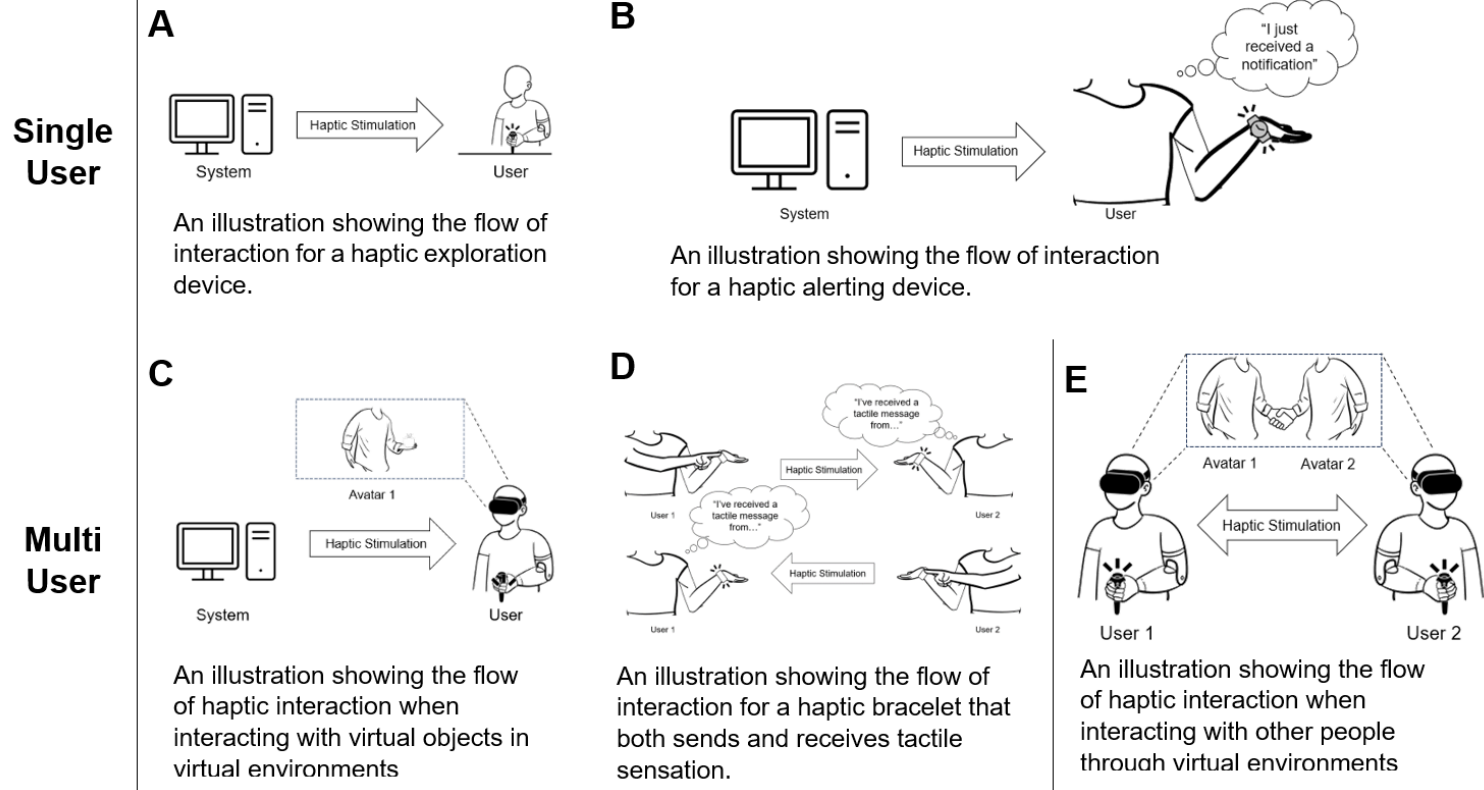 Single
User
A
System
Haptic Stimulation
User
An illustration showing the flow of
interaction for a haptic exploration
device.
B
System
Haptic Stimulation
User
“I just
received a
notification”
An illustration showing the flow of interaction
for a haptic alerting device.
Multi
User
C
Avatar 1
System
Haptic Stimulation
User
An illustration showing the flow
of haptic interaction when
interacting with virtual objects in
virtual environments
D
“I've received a
tactile message
from...”
Haptic Stimulation
User 1
User 2
“I've received a
tactile message
from...”
Haptic Stimulation
User 1
User 2
An illustration showing the flow of
interaction for a haptic bracelet that
both sends and receives tactile
sensation.
E
Avatar 1
Avatar 2
Haptic Stimulation
User 1
User 2
An illustration showing the flow
of haptic interaction when
interacting with other people
through virtual environments